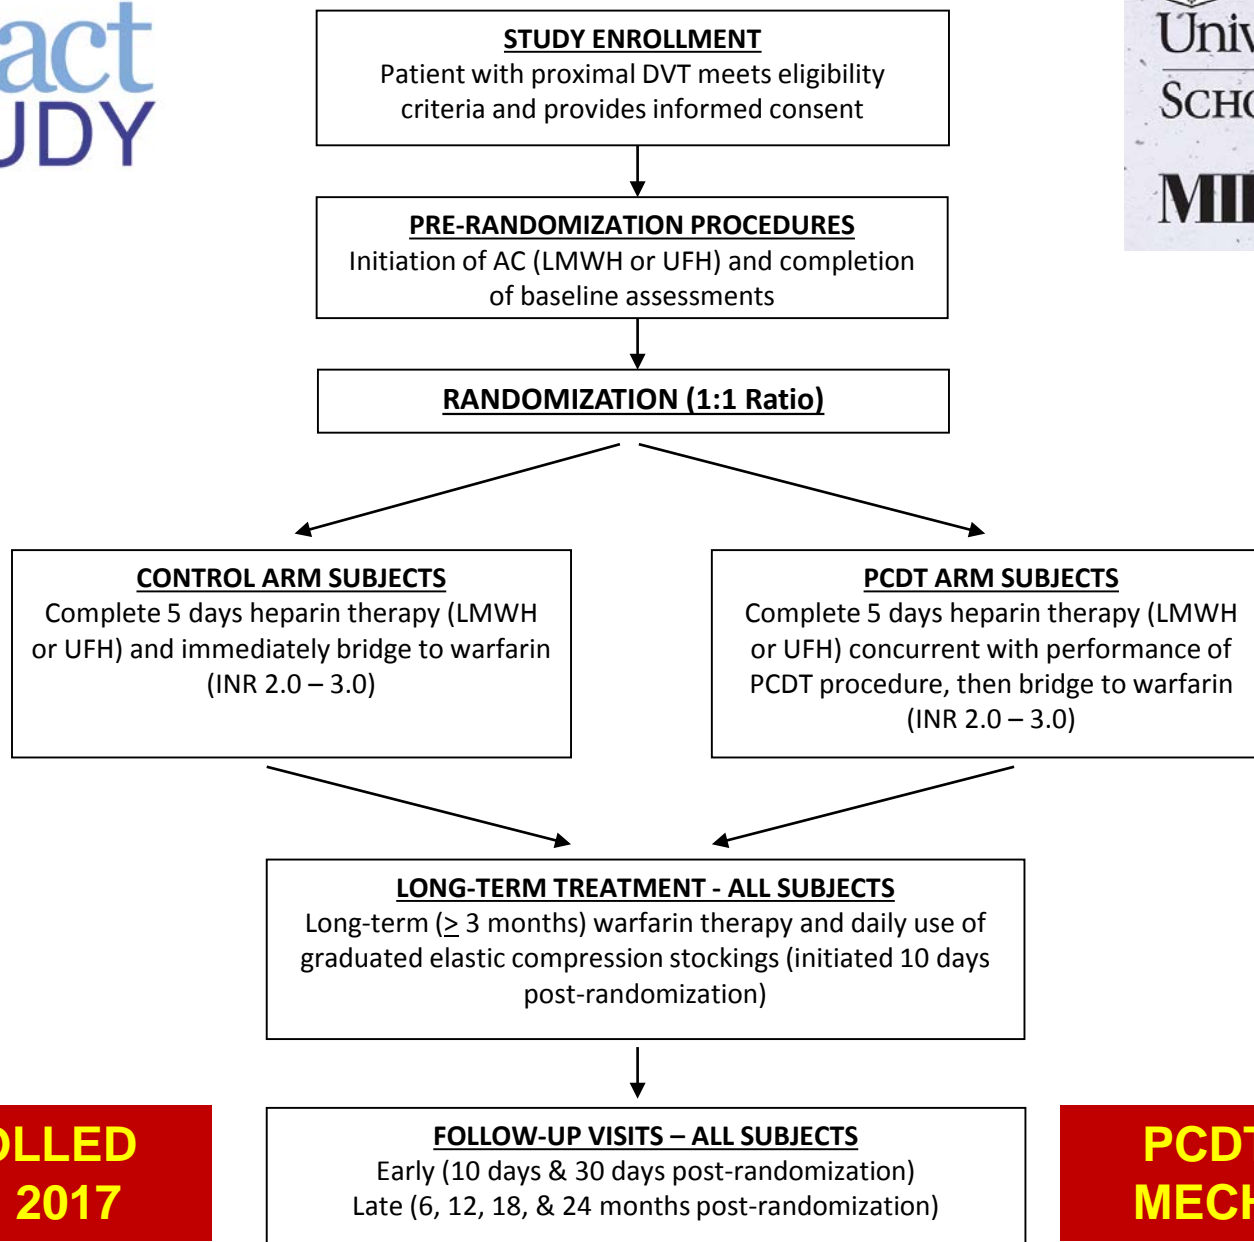 act
UDY
STUDY ENROLLMENT
Patient with proximal DVT meets eligibility
criteria and provides informed consent
Univ
SCHO
PRE-RANDOMIZATION PROCEDURES
Initiation of AC (LMWH or UFH) and completion
of baseline assessments
RANDOMIZATION (1:1 Ratio)
CONTROL ARM SUBJECTS
Complete 5 days heparin therapy (LMWH
or UFH) and immediately bridge to warfarin
(INR 2.0 – 3.0)
PCDT ARM SUBJECTS
Complete 5 days heparin therapy (LMWH
or UFH) concurrent with performance of
PCDT procedure, then bridge to warfarin
(INR 2.0 – 3.0)
LONG-TERM TREATMENT - ALL SUBJECTS
Long-term (≥ 3 months) warfarin therapy and daily use of
graduated elastic compression stockings (initiated 10 days
post-randomization)
FOLLOW-UP VISITS – ALL SUBJECTS
Early (10 days & 30 days post-randomization)
Late (6, 12, 18, & 24 months post-randomization)
OLLED
2017
PCDT
MECH